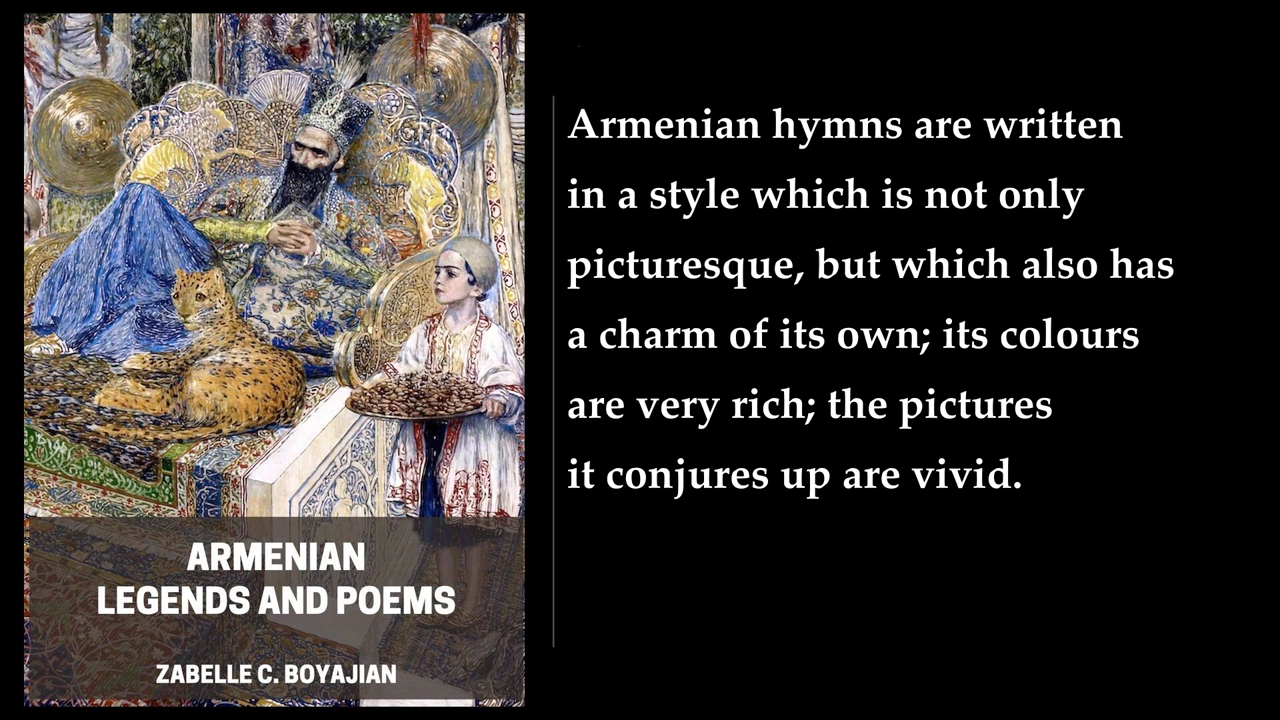 Armenian hymns are written
in a style which is not only
picturesque, but which also has
a charm of its own; its colours
are very rich; the pictures
it conjures up are vivid.
ARMENIAN
LEGENDS AND POEMS
ZABELLE C. BOYAJIAN